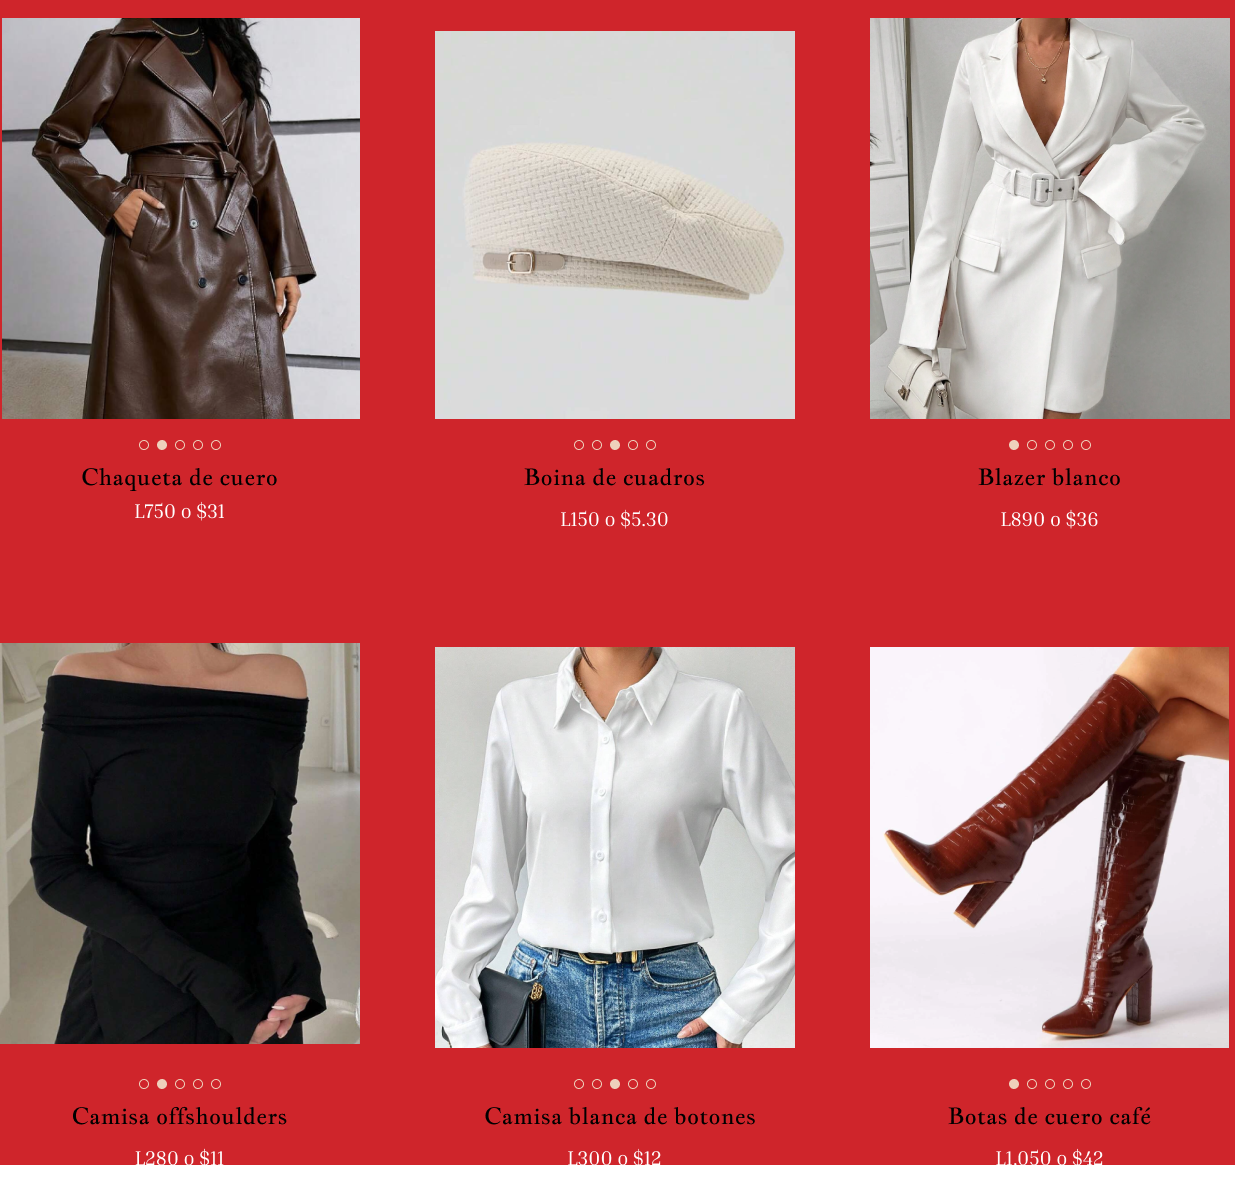 Chaqueta de cuero
L750 o $31
Boina de cuadros
L150 o $5.30
Blazer blanco
L890 o $36
Camisa offshoulders
L280 o $11
Camisa blanca de botones
L300 o $12
Botas de cuero café
L1,050 o $42